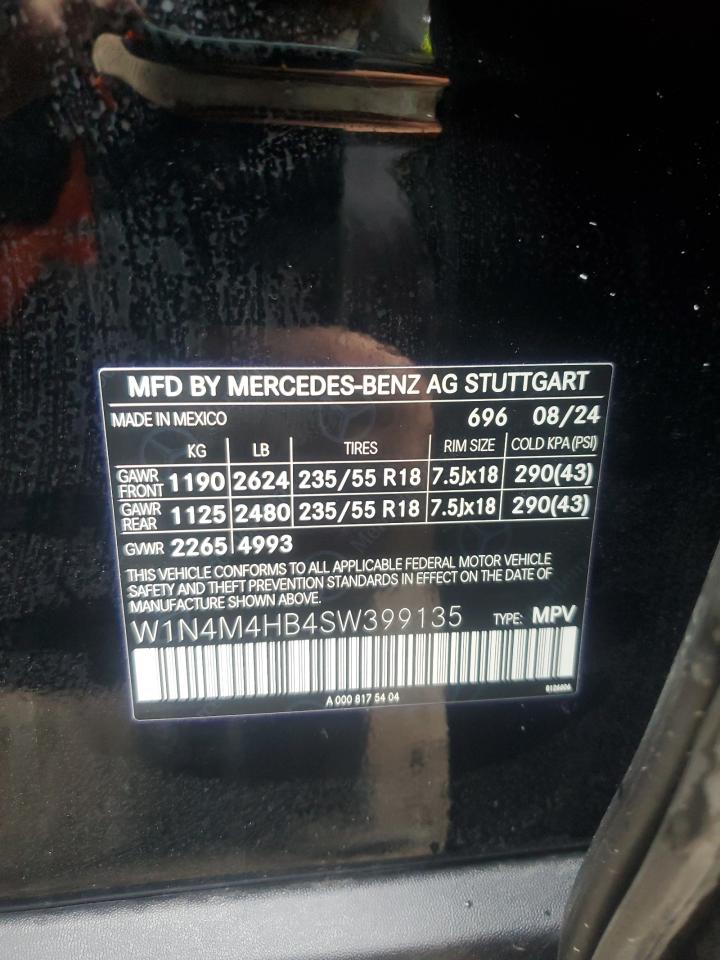 MFD BY MERCEDES-BENZ AG STUTTGART
MADE IN MEXICO 696 08/24
KG LB TIRES RIM SIZE COLD KPA (PSI)
GAWR FRONT 1190 2624 235/55 R18 7.5Jx18 290(43)
GAWR REAR 1125 2480 235/55 R18 7.5Jx18 290(43)
GVWR 2265 4993
THIS VEHICLE CONFORMS TO ALL APPLICABLE FEDERAL MOTOR VEHICLE
SAFETY AND THEFT PREVENTION STANDARDS IN EFFECT ON THE DATE OF
MANUFACTURE SHOWN ABOVE.
W1N4M4HB4SW399135 TYPE: MPV
A 000 817 54 04